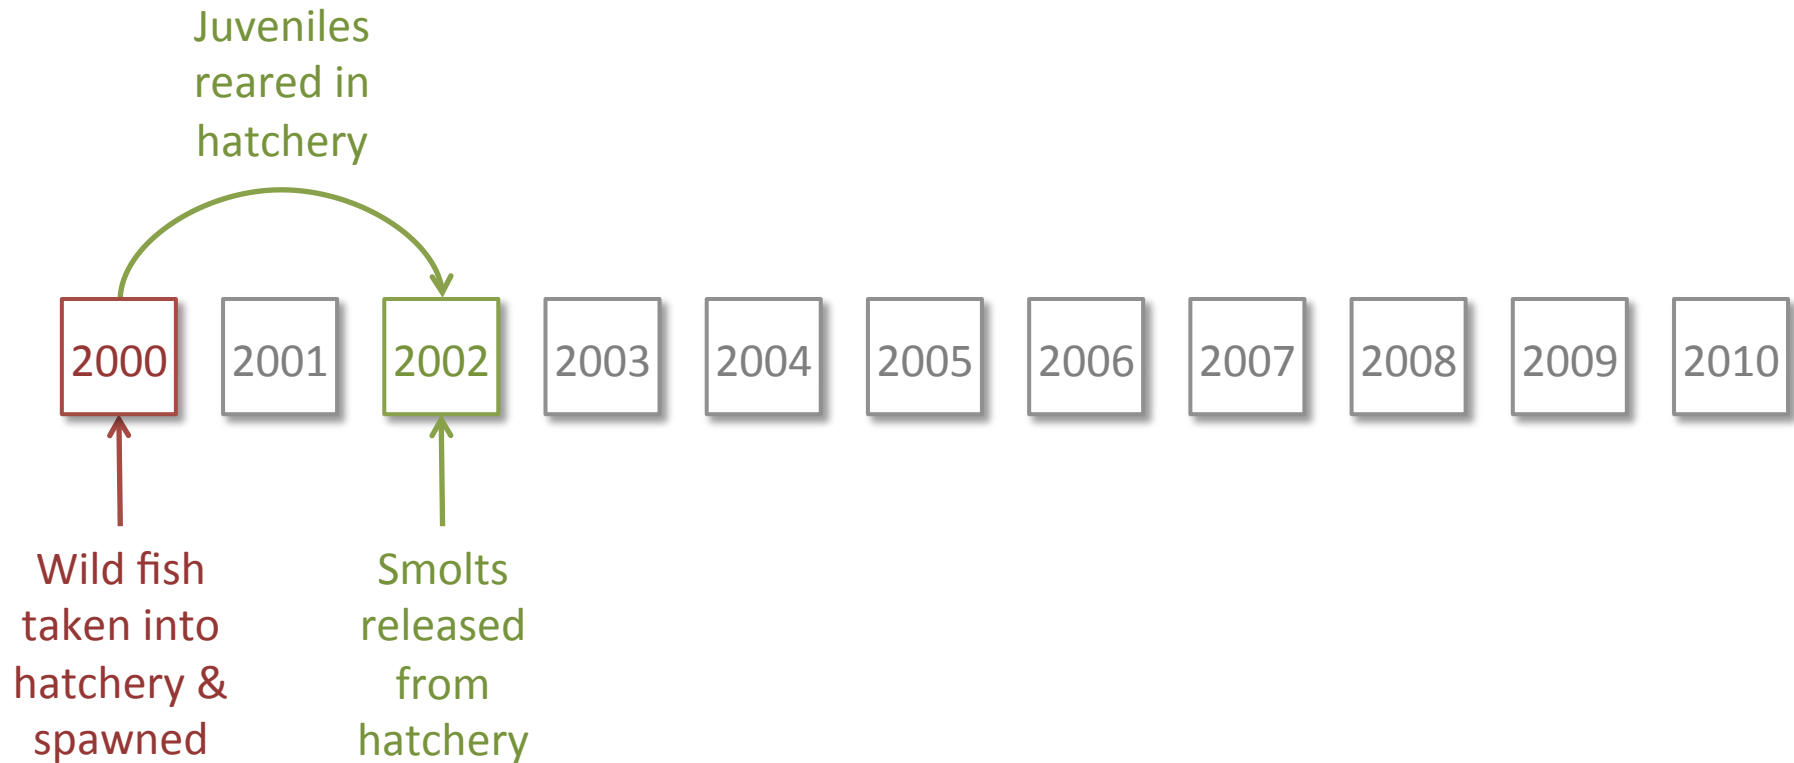 Juveniles
reared in
hatchery
2000 2001 2002 2003 2004 2005 2006 2007 2008 2009 2010
Wild fish
taken into
hatchery &
spawned
Smolts
released
from
hatchery